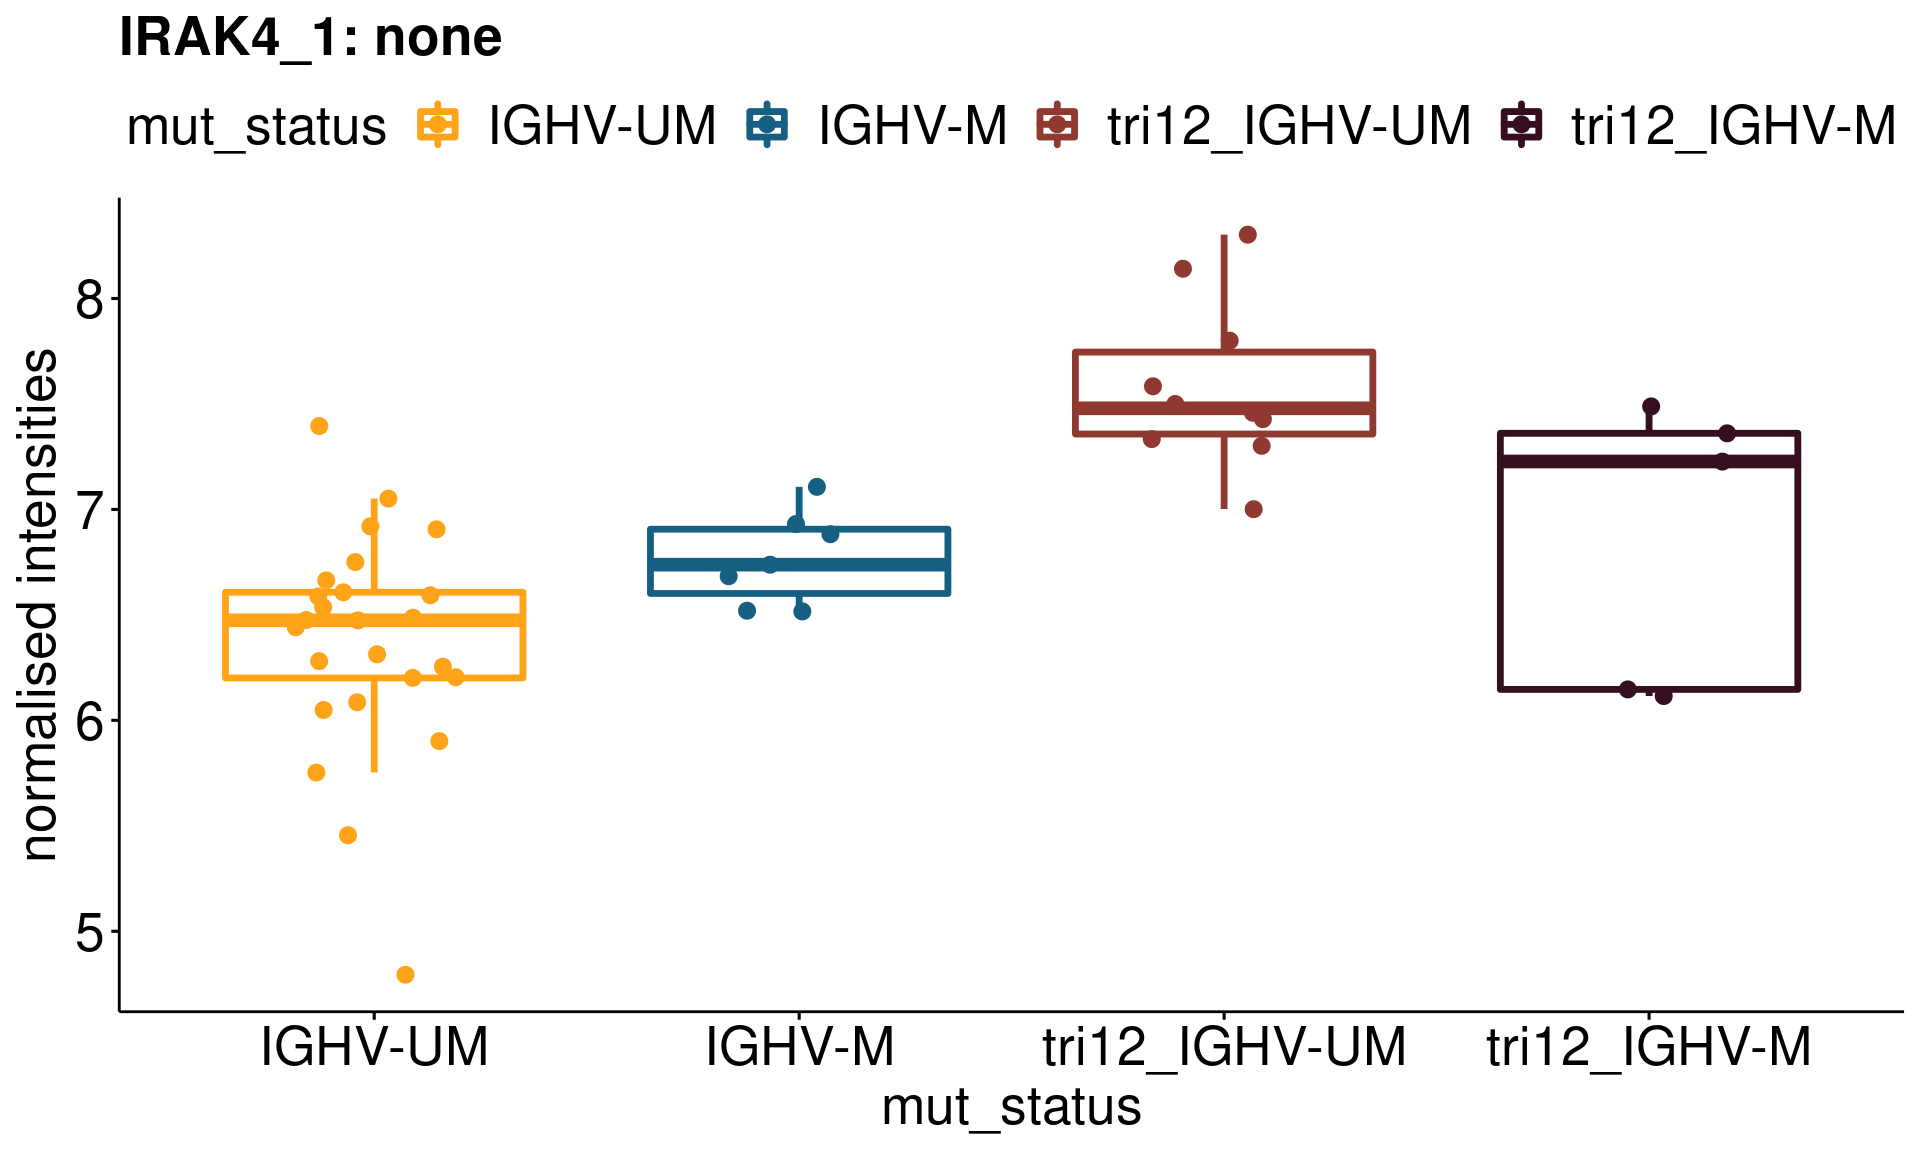 IRAK4_1: none
mut_status IGHV-UM IGHV-M tri12_IGHV-UM tri12_IGHV-M
normalised intensities
8
7
6
5
IGHV-UM IGHV-M tri12_IGHV-UM tri12_IGHV-M
mut_status